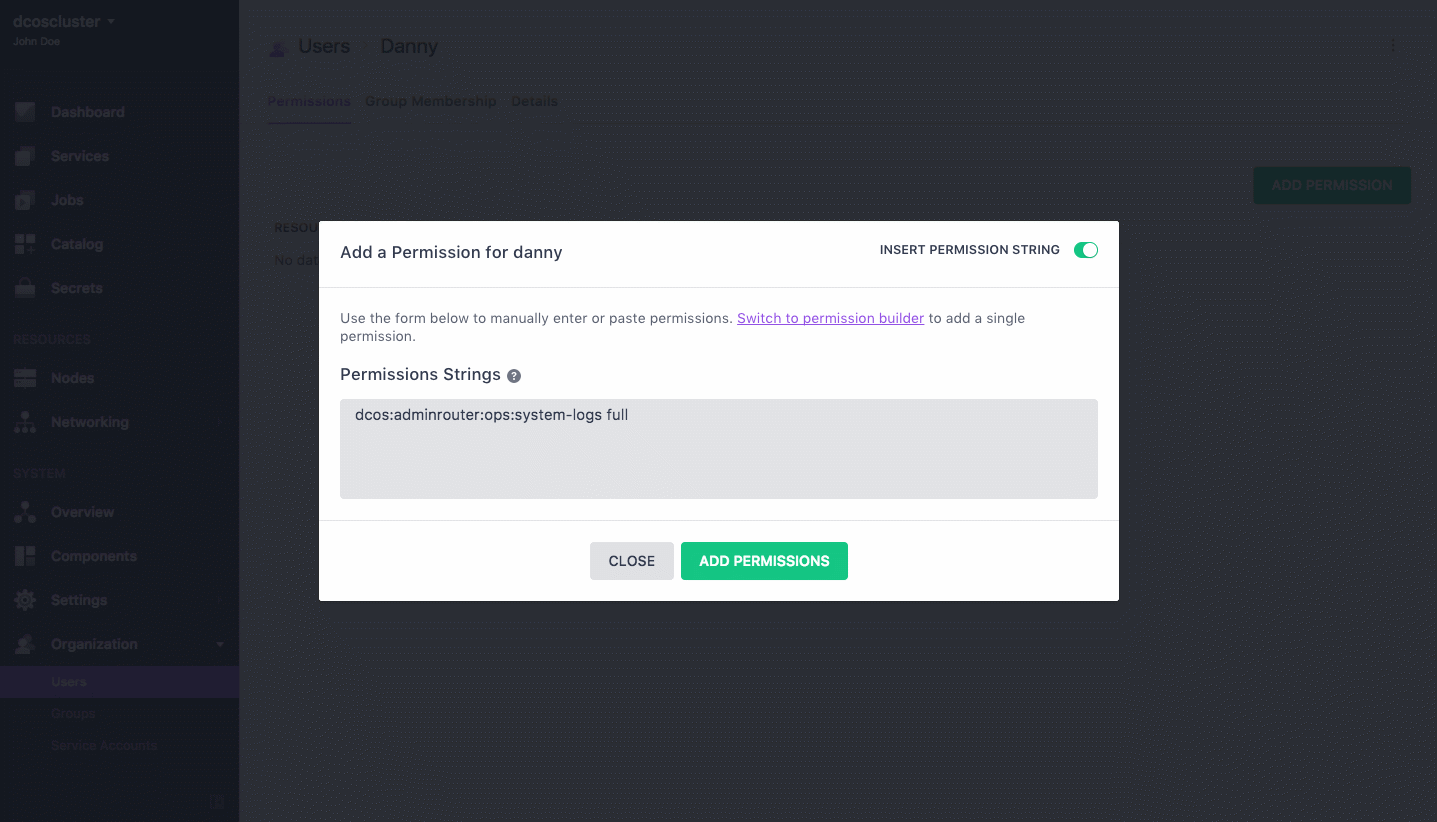 dcoscluster
John Doe
Dashboard
Services
Jobs
Catalog
Secrets
RESOURCES
Nodes
Networking
SYSTEM
Overview
Components
Settings
Organization
Users
Groups
Service Accounts
Users Danny
Permissions Group Membership Details
ADD PERMISSION
RESOU
No dat
Add a Permission for danny
INSERT PERMISSION STRING
Use the form below to manually enter or paste permissions. Switch to permission builder to add a single
permission.
Permissions Strings ?
dcos:adminrouter:ops:system-logs full
CLOSE ADD PERMISSIONS